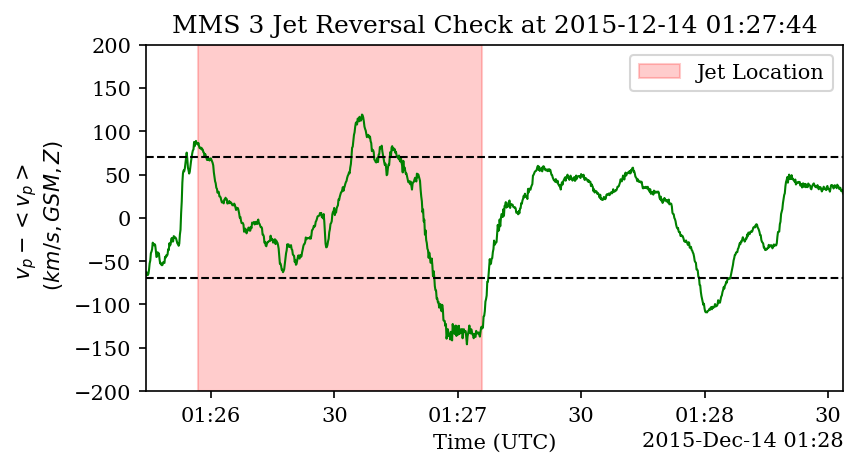 MMS 3 Jet Reversal Check at 2015-12-14 01:27:44
200
150
100
50
0
−50
−100
−150
−200
v_p − < v_p >
(km/s, GSM, Z)
Jet Location
01:26 30 01:27 30 01:28 30
Time (UTC)
2015-Dec-14 01:28